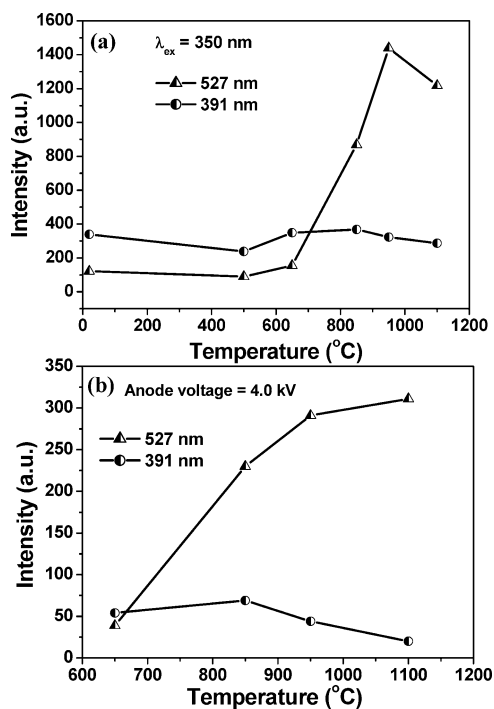 (a)
λex = 350 nm
527 nm
391 nm
Intensity (a.u.)
1600
1400
1200
1000
800
600
400
200
0
0 200 400 600 800 1000 1200
Temperature (°C)
(b)
Anode voltage = 4.0 kV
527 nm
391 nm
Intensity (a.u.)
350
300
250
200
150
100
50
0
600 700 800 900 1000 1100 1200
Temperature (°C)